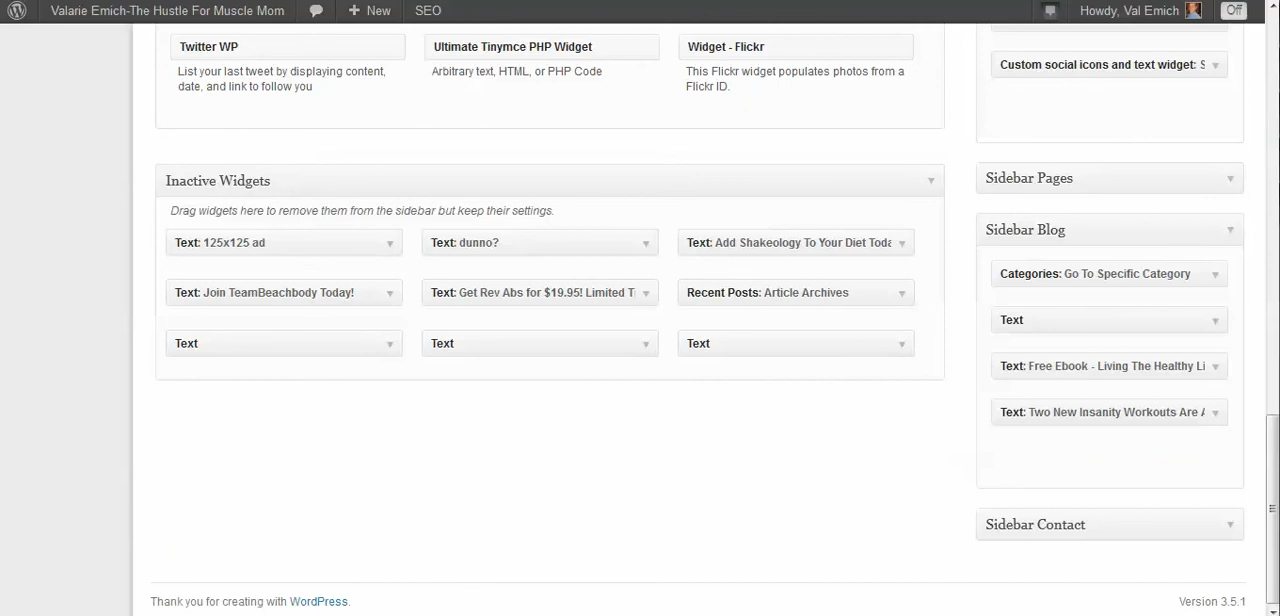 Valarie Emich-The Hustle For Muscle Mom New SEO Howdy, Val Emich Off
Twitter WP
List your last tweet by displaying content,
date, and link to follow you
Ultimate Tinymce PHP Widget
Arbitrary text, HTML, or PHP Code
Widget - Flickr
This Flickr widget populates photos from a
Flickr ID.
Custom social icons and text widget: S
Inactive Widgets
Drag widgets here to remove them from the sidebar but keep their settings.
Text: 125x125 ad
Text: dunno?
Text: Add Shakeology To Your Diet Toda
Text: Join TeamBeachbody Today!
Text: Get Rev Abs for $19.95! Limited T
Recent Posts: Article Archives
Text
Text
Text
Sidebar Pages
Sidebar Blog
Categories: Go To Specific Category
Text
Text: Free Ebook - Living The Healthy Li
Text: Two New Insanity Workouts Are A
Sidebar Contact
Thank you for creating with WordPress.
Version 3.5.1